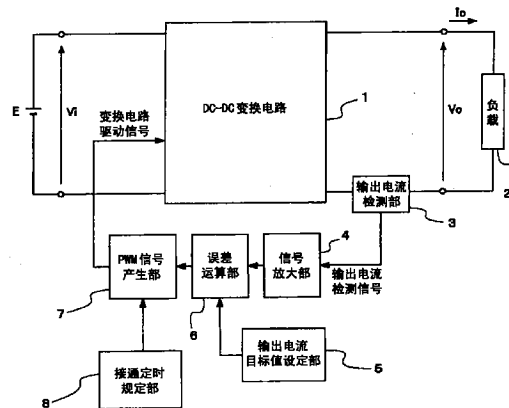 Io
E
Vi
DC-DC变换电路
1
Vo
负载
2
变换电路
驱动信号
输出电流
检测部
3
PWM信号
产生部
7
误差
运算部
6
信号
放大部
4
输出电流
检测信号
接通定时
规定部
8
输出电流
目标值设定部
5